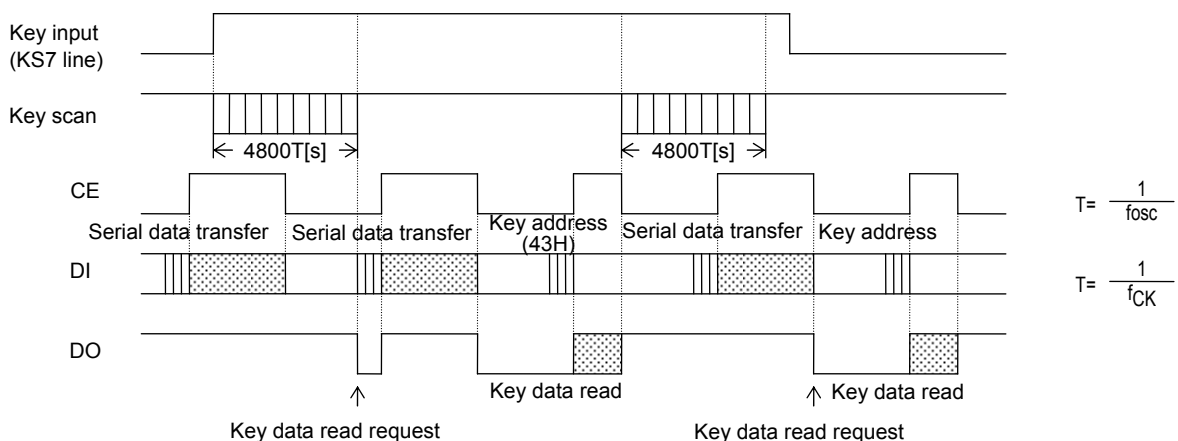 Key input
(KS7 line)
Key scan
4800T[s]
4800T[s]
CE
T= 1
fosc
Serial data transfer
Serial data transfer
Key address
(43H)
Serial data transfer
Key address
DI
T= 1
fCK
DO
Key data read
Key data read
Key data read request
Key data read request